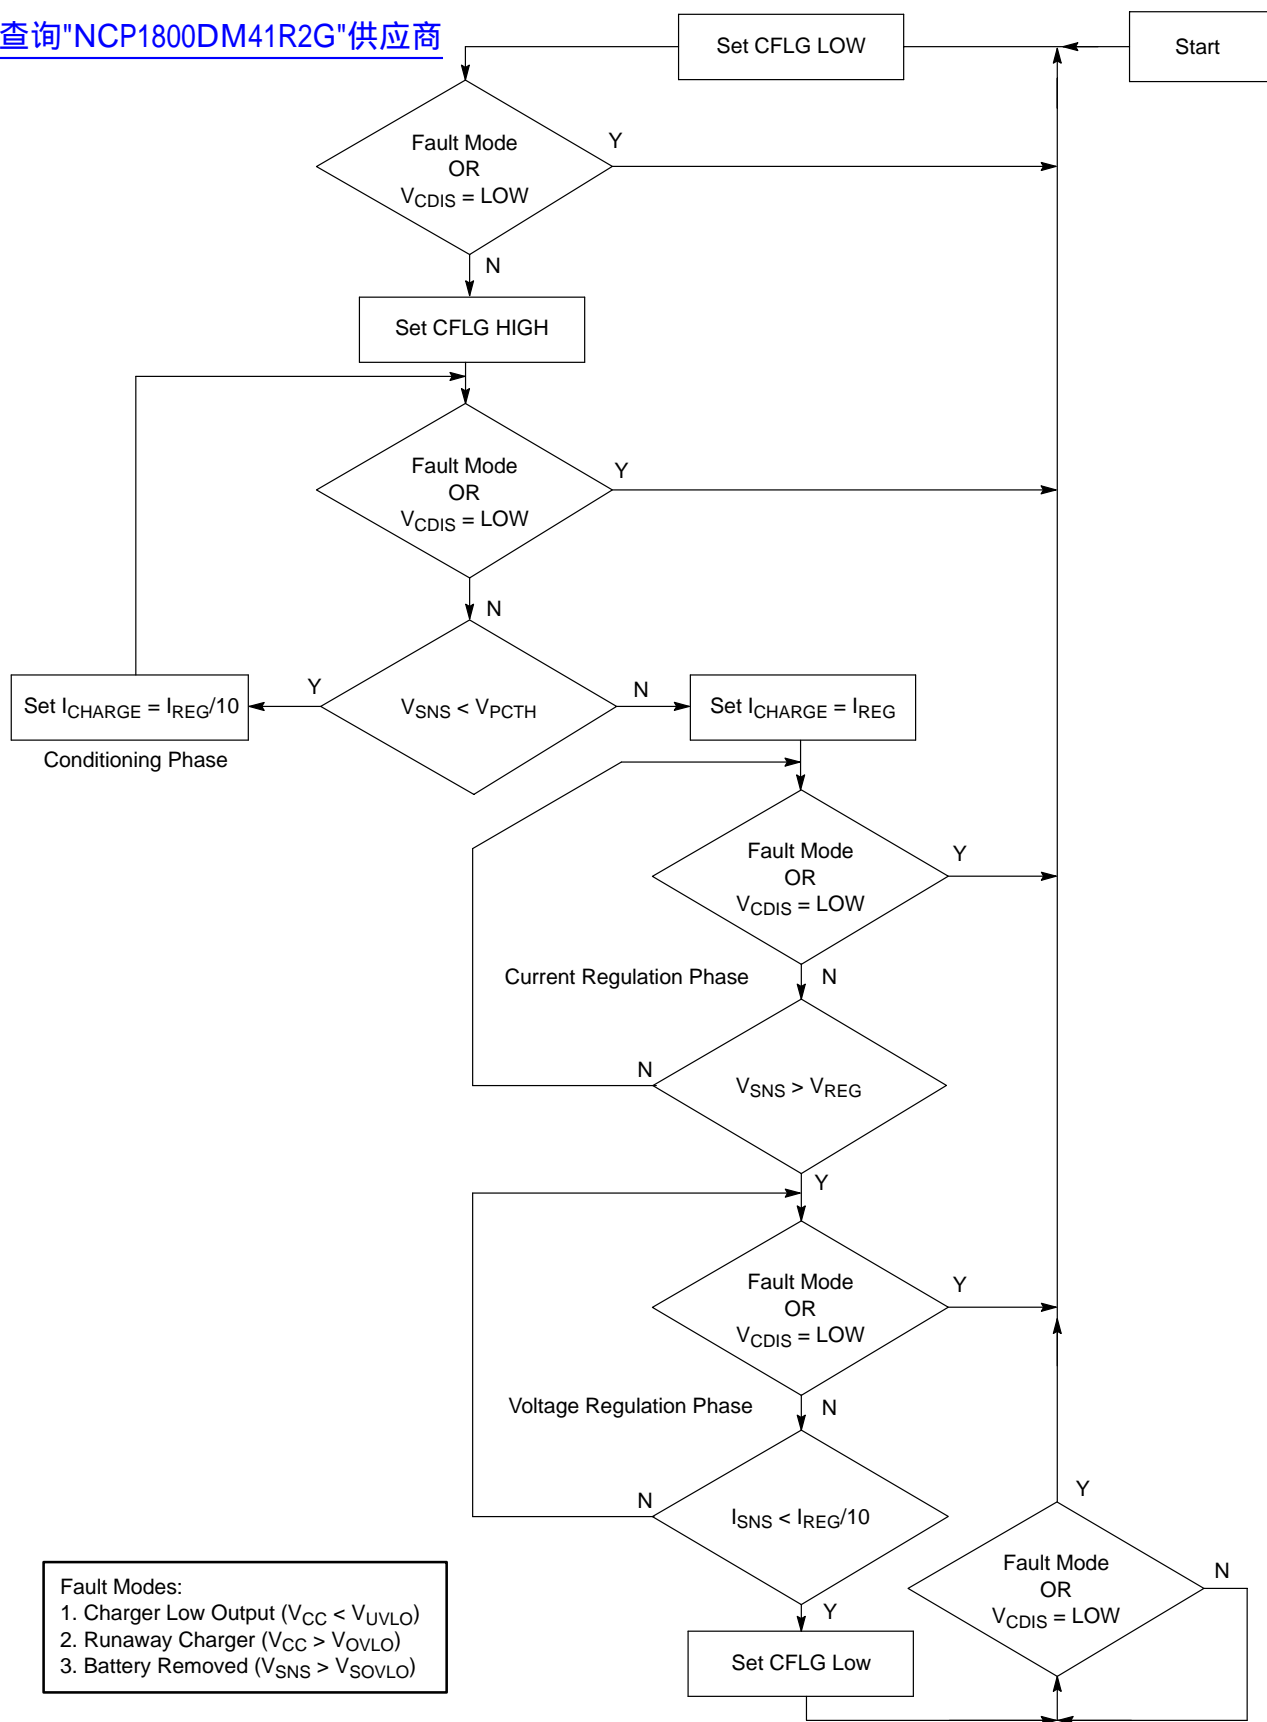 查询"NCP1800DM41R2G"供应商
Set CFLG LOW
Start
Fault Mode
OR
VCDIS = LOW
Y
N
Set CFLG HIGH
Fault Mode
OR
VCDIS = LOW
Y
N
Set ICHARGE = IREG/10
Y
VSNS < VPCTH
N
Set ICHARGE = IREG
Conditioning Phase
Fault Mode
OR
VCDIS = LOW
Y
Current Regulation Phase
N
N
VSNS > VREG
Y
Fault Mode
OR
VCDIS = LOW
Y
Voltage Regulation Phase
N
N
ISNS < IREG/10
Y
Y
Fault Mode
OR
VCDIS = LOW
N
Set CFLG Low
Fault Modes:
1. Charger Low Output (VCC < VUVLO)
2. Runaway Charger (VCC > VOVLO)
3. Battery Removed (VSNS > VSOVLO)